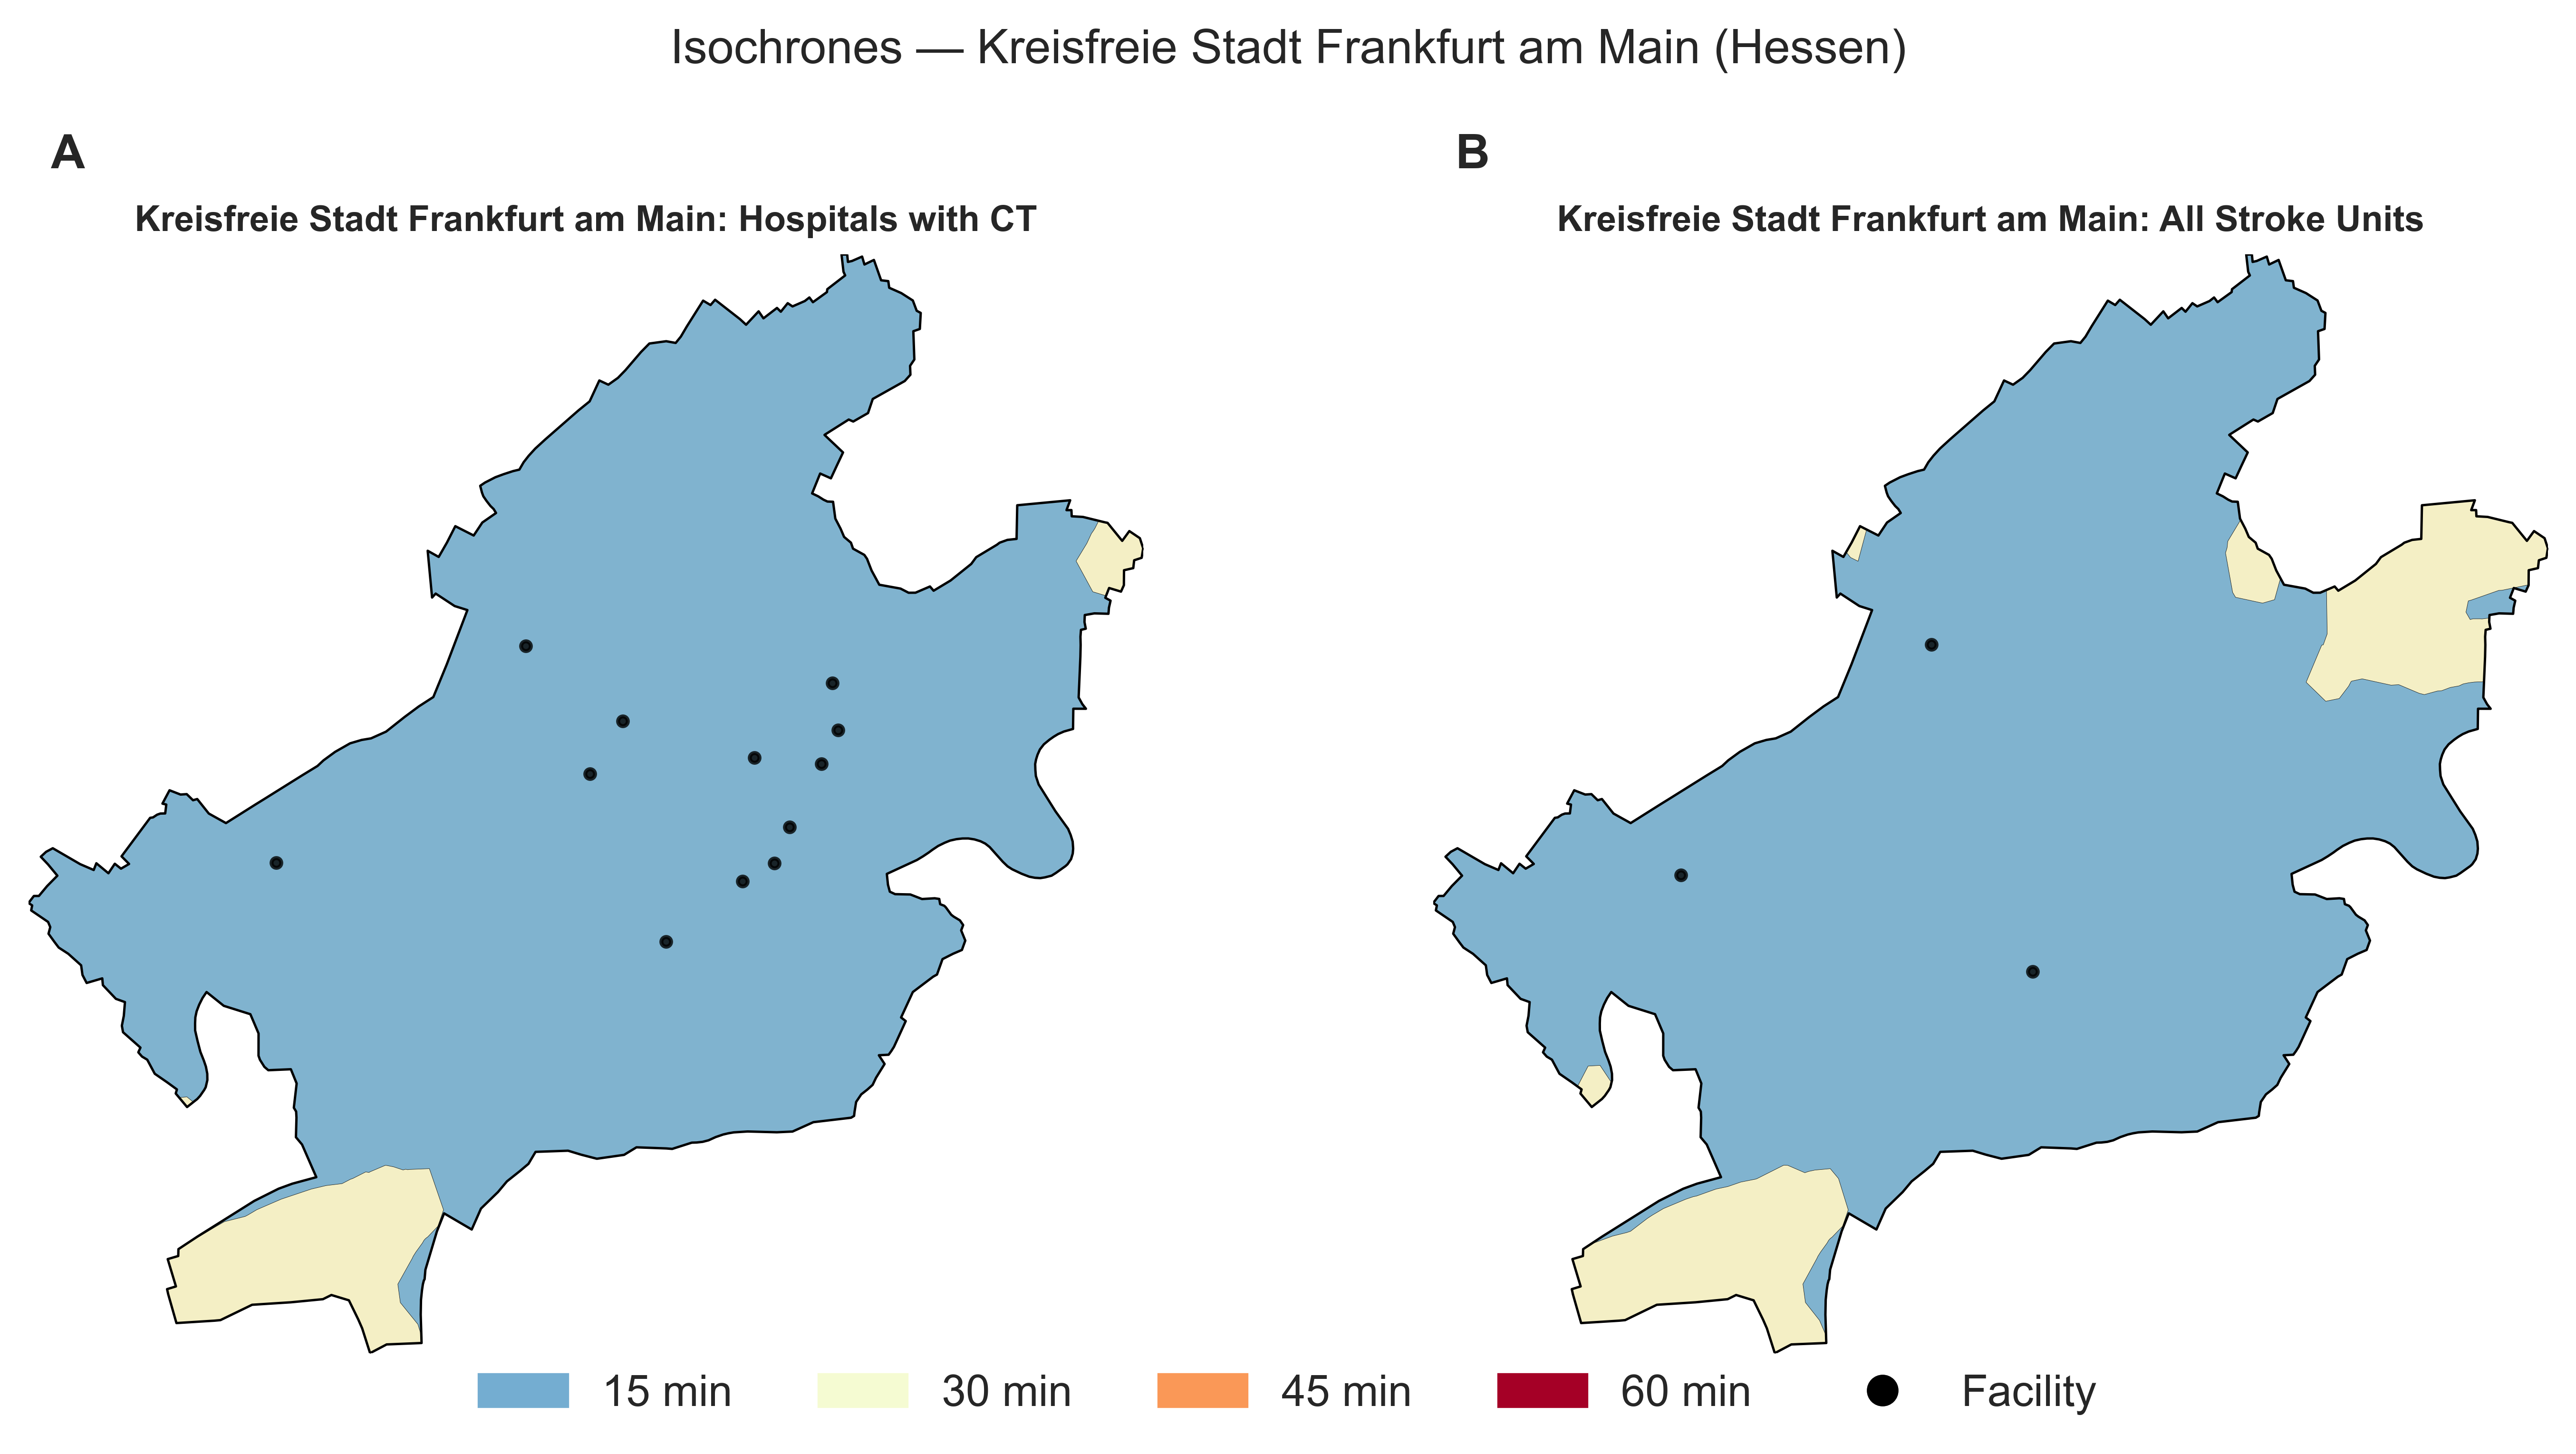 Isochrones — Kreisfreie Stadt Frankfurt am Main (Hessen)
A
Kreisfreie Stadt Frankfurt am Main: Hospitals with CT
B
Kreisfreie Stadt Frankfurt am Main: All Stroke Units
15 min
30 min
45 min
60 min
Facility